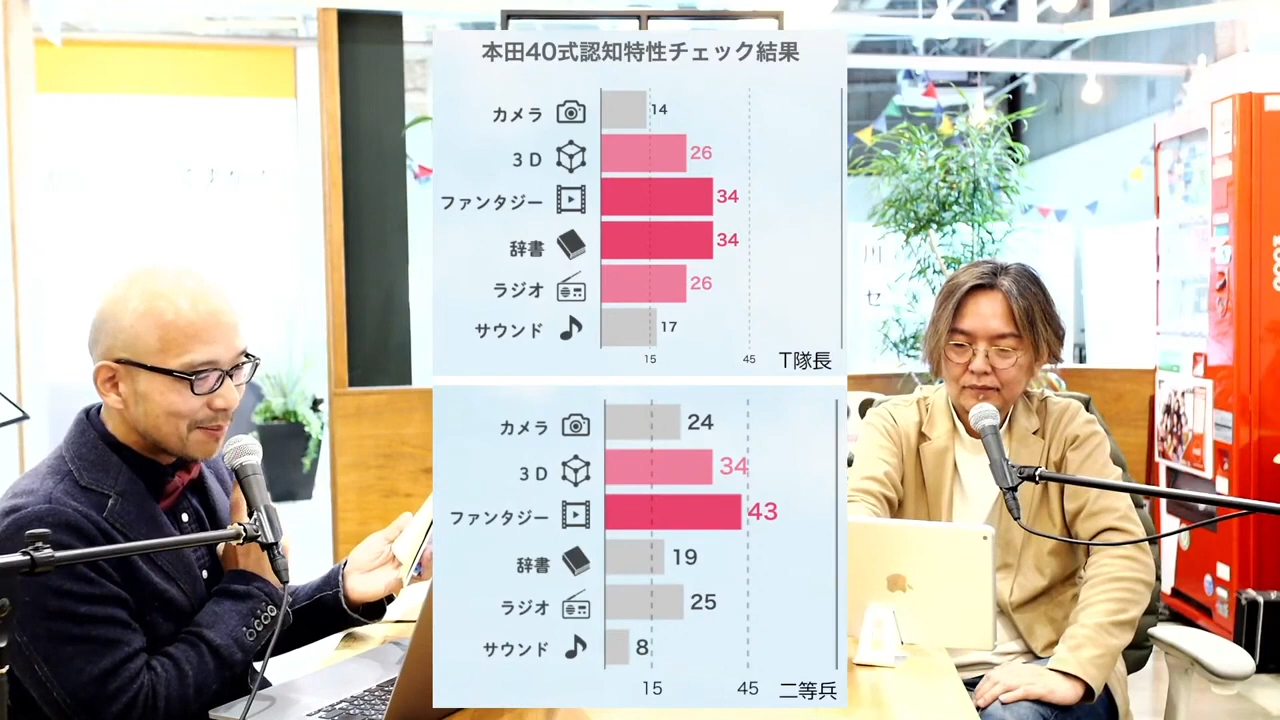 本田40式認知特性チェック結果
カメラ 14
3D 26
ファンタジー 34
辞書 34
ラジオ 26
サウンド 17
15 45 T隊長
カメラ 24
3D 34
ファンタジー 43
辞書 19
ラジオ 25
サウンド 8
15 45 二等兵
川
セ